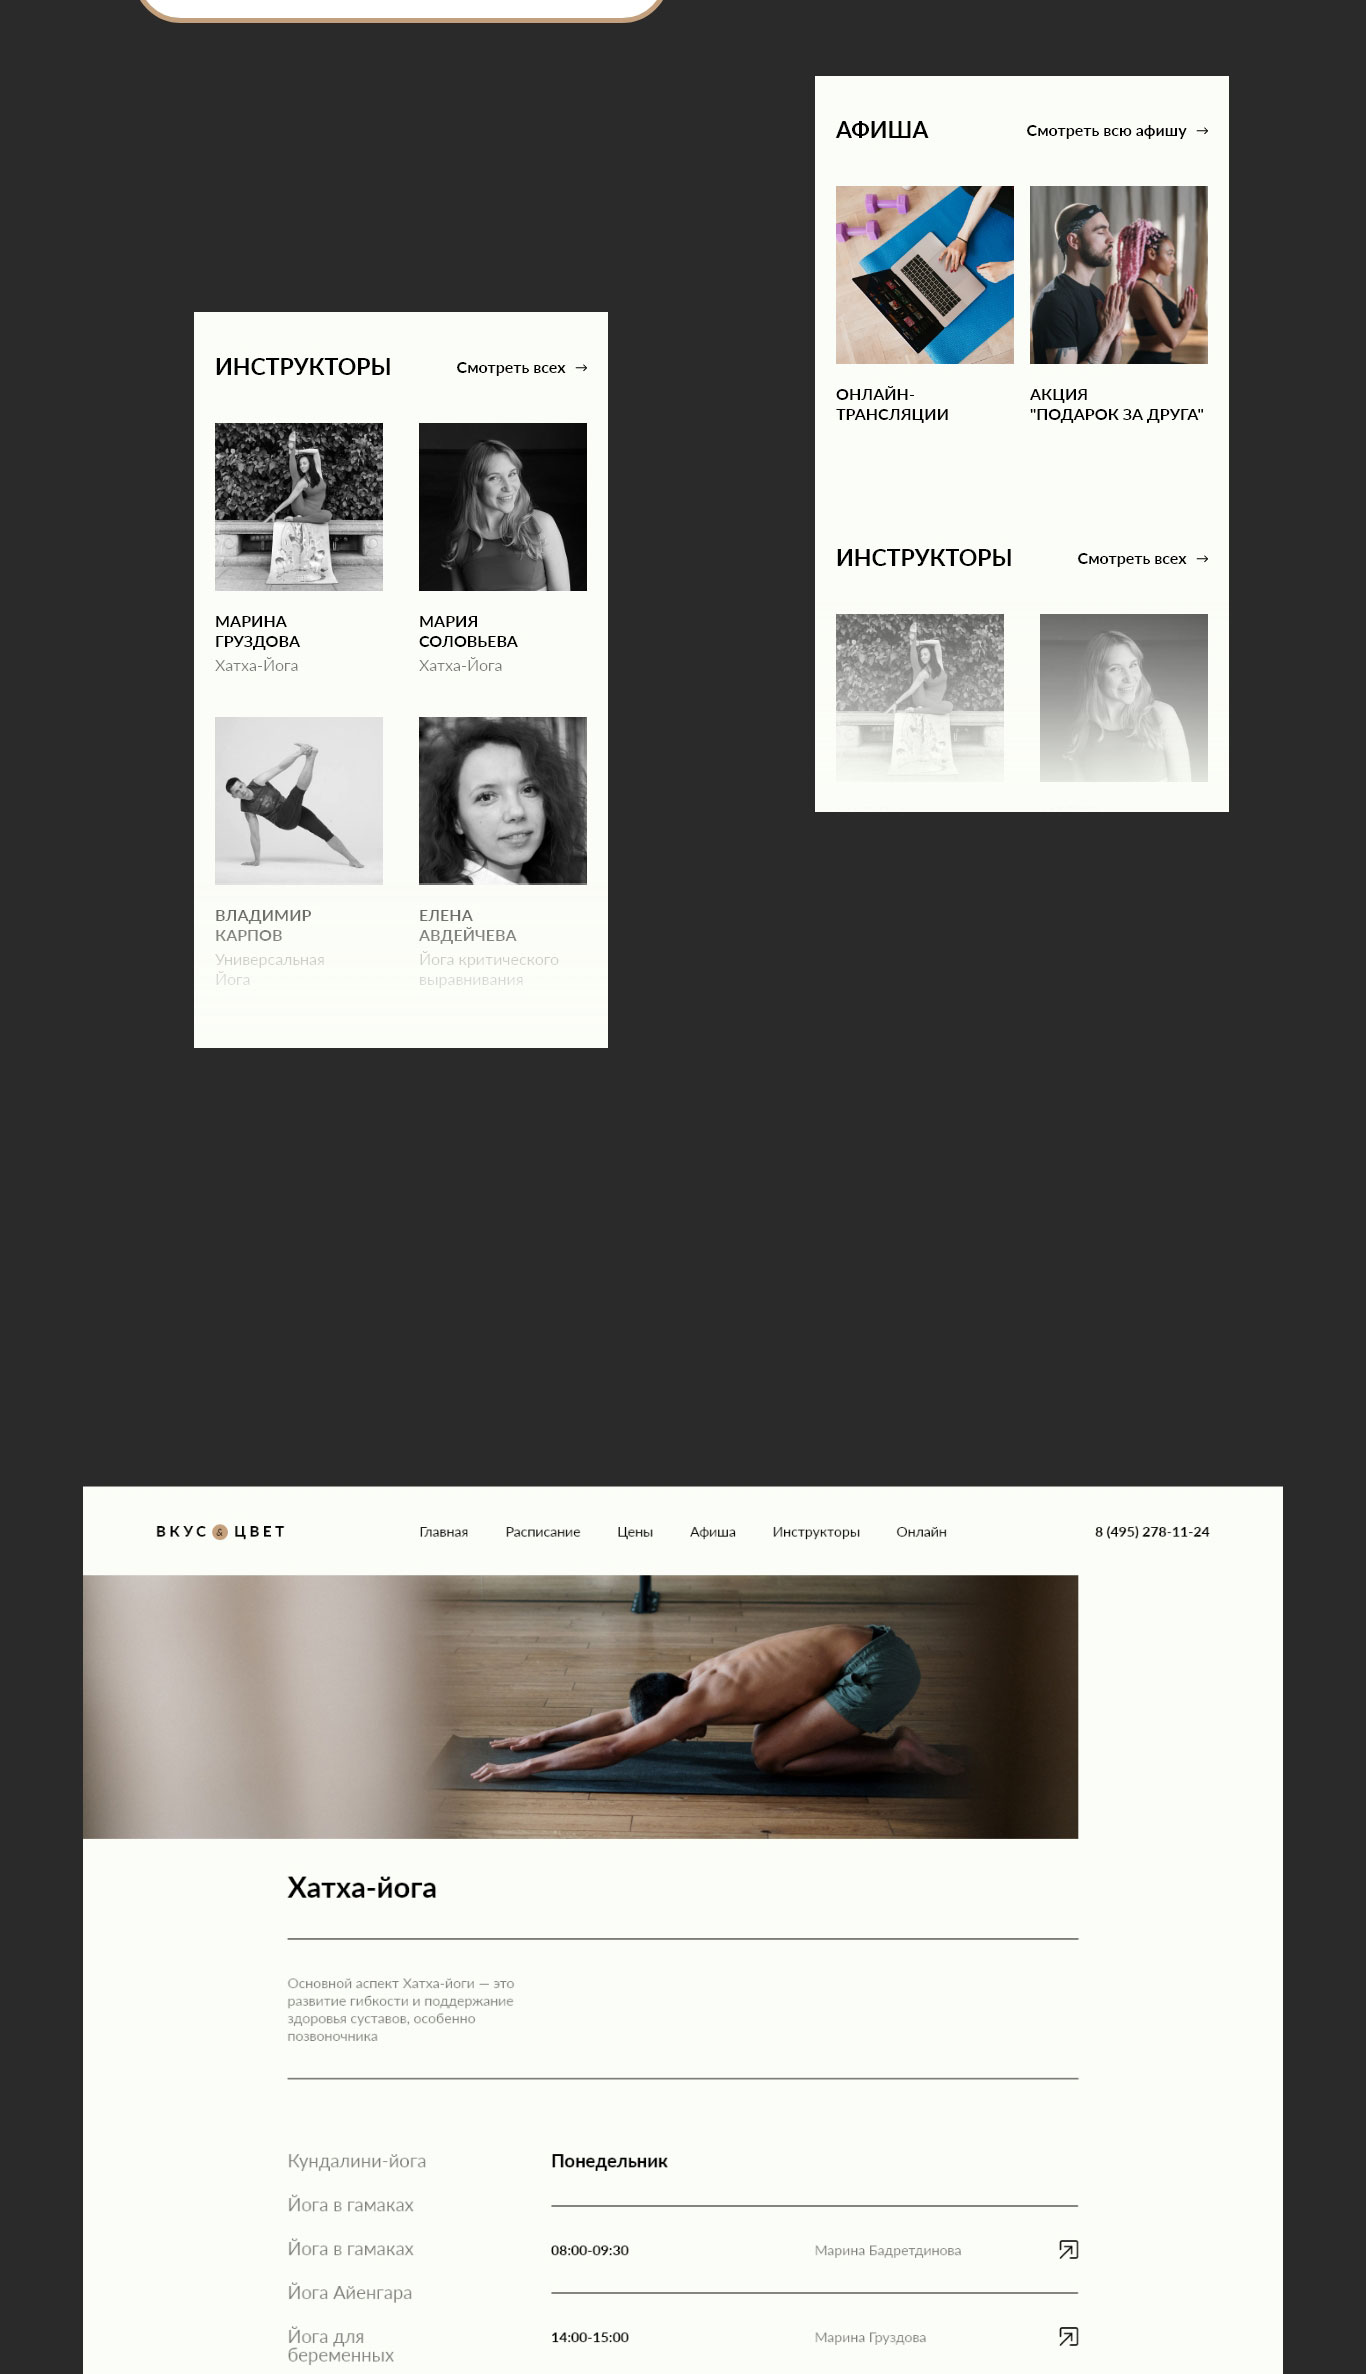 АФИША
Смотреть всю афишу →
ОНЛАЙН-
ТРАНСЛЯЦИИ
АКЦИЯ
"ПОДАРОК ЗА ДРУГА"
ИНСТРУКТОРЫ
Смотреть всех →
ИНСТРУКТОРЫ
Смотреть всех →
МАРИНА
ГРУЗДОВА
Хатха-Йога
МАРИЯ
СОЛОВЬЕВА
Хатха-Йога
ВЛАДИМИР
КАРПОВ
Универсальная
Йога
ЕЛЕНА
АВДЕЙЧЕВА
Йога критического
выравнивания
ВКУС & ЦВЕТ
Главная
Расписание
Цены
Афиша
Инструкторы
Онлайн
8 (495) 278-11-24
Хатха-йога
Основной аспект Хатха-йоги — это
развитие гибкости и поддержание
здоровья суставов, особенно
позвоночника
Кундалини-йога
Йога в гамаках
Йога в гамаках
Йога Айенгара
Йога для
беременных
Понедельник
08:00-09:30
Марина Бадретдинова
14:00-15:00
Марина Груздова